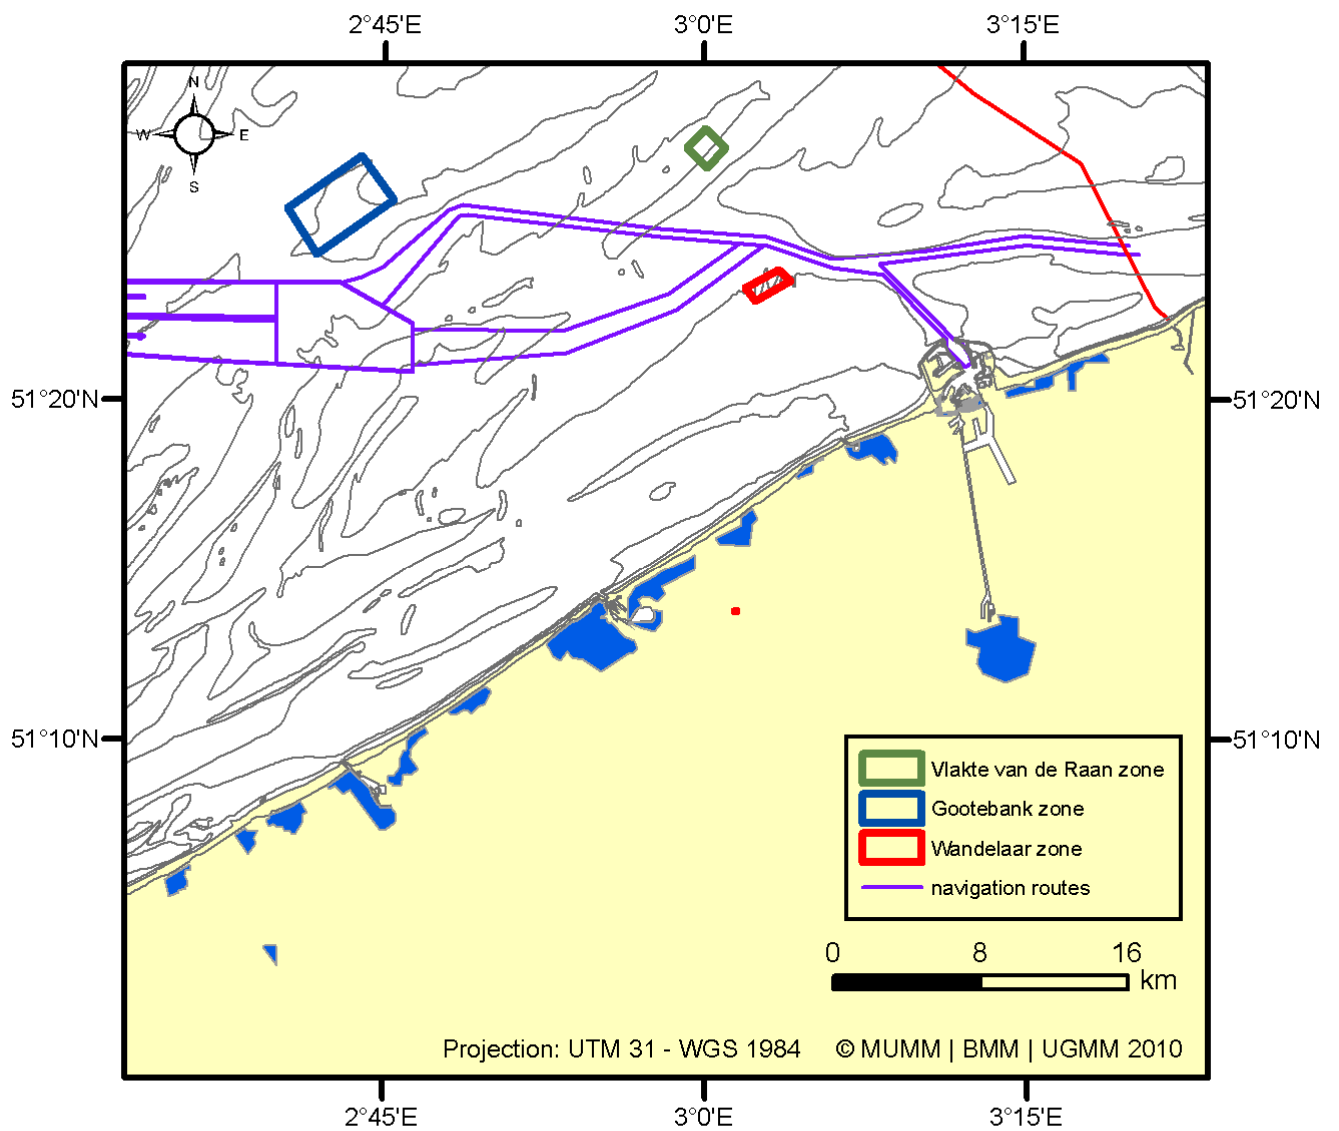 2°45'E 3°0'E 3°15'E
N
W E
S
51°20'N 51°20'N
51°10'N 51°10'N
Vlakte van de Raan zone
Gootebank zone
Wandelaar zone
navigation routes
0 8 16
km
Projection: UTM 31 - WGS 1984 © MUMM | BMM | UGMM 2010
2°45'E 3°0'E 3°15'E